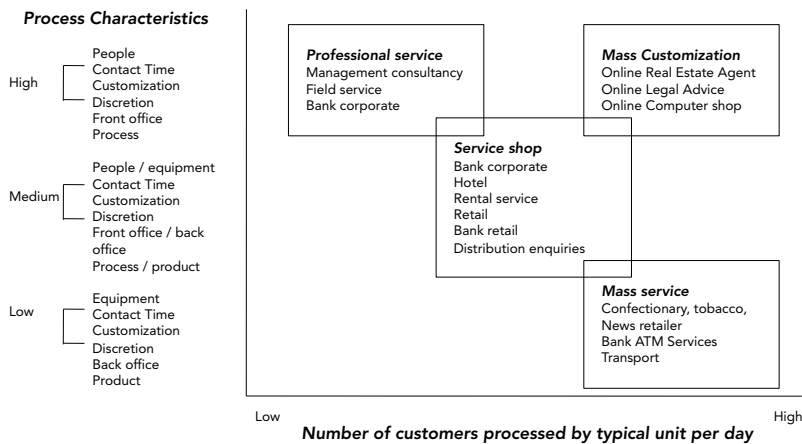 Process Characteristics
People
High
Contact Time
Customization
Discretion
Front office
Process
People / equipment
Medium
Contact Time
Customization
Discretion
Front office / back
office
Process / product
Equipment
Low
Contact Time
Customization
Discretion
Back office
Product
Professional service
Management consultancy
Field service
Bank corporate
Mass Customization
Online Real Estate Agent
Online Legal Advice
Online Computer shop
Service shop
Bank corporate
Hotel
Rental service
Retail
Bank retail
Distribution enquiries
Mass service
Confectionary, tobacco,
News retailer
Bank ATM Services
Transport
Low
High
Number of customers processed by typical unit per day